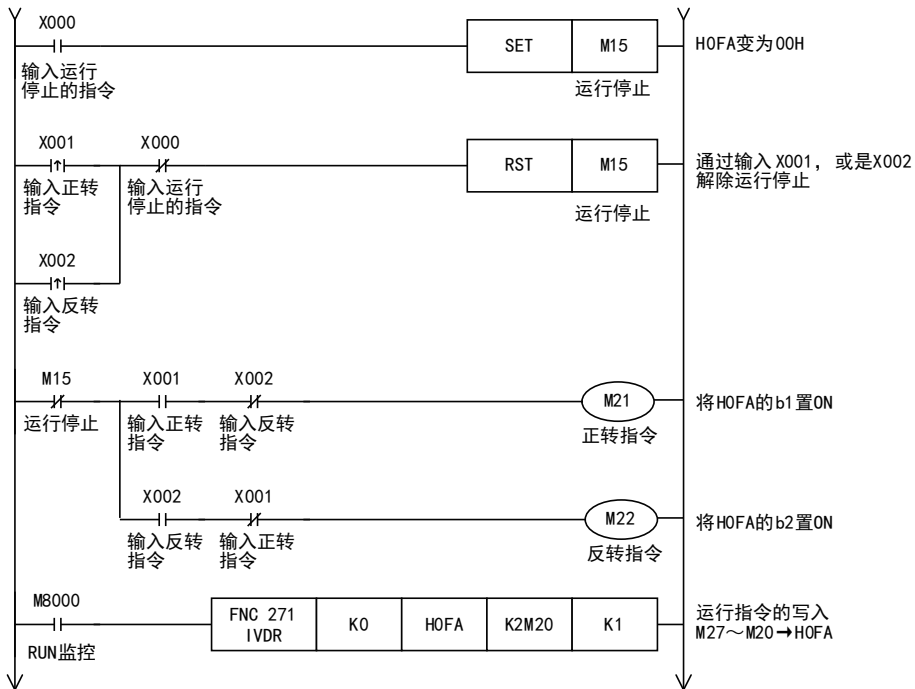 X000
SET M15 H0FA变为00H
输入运行
停止的指令
运行停止
X001 X000
RST M15 通过输入X001，或是X002
解除运行停止
输入正转 输入运行
指令 停止的指令
运行停止
X002
输入反转
指令
M15 X001 X002
M21 将H0FA的b1置ON
运行停止 输入正转 输入反转 正转指令
指令 指令
X002 X001
M22 将H0FA的b2置ON
输入反转 输入正转 反转指令
指令 指令
M8000
FNC 271
IVDR K0 H0FA K2M20 K1
运行指令的写入
M27～M20→H0FA
RUN监控